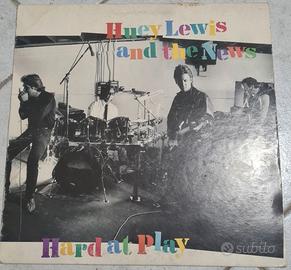 Huey Lewis
and the News
Hard at Play
subito